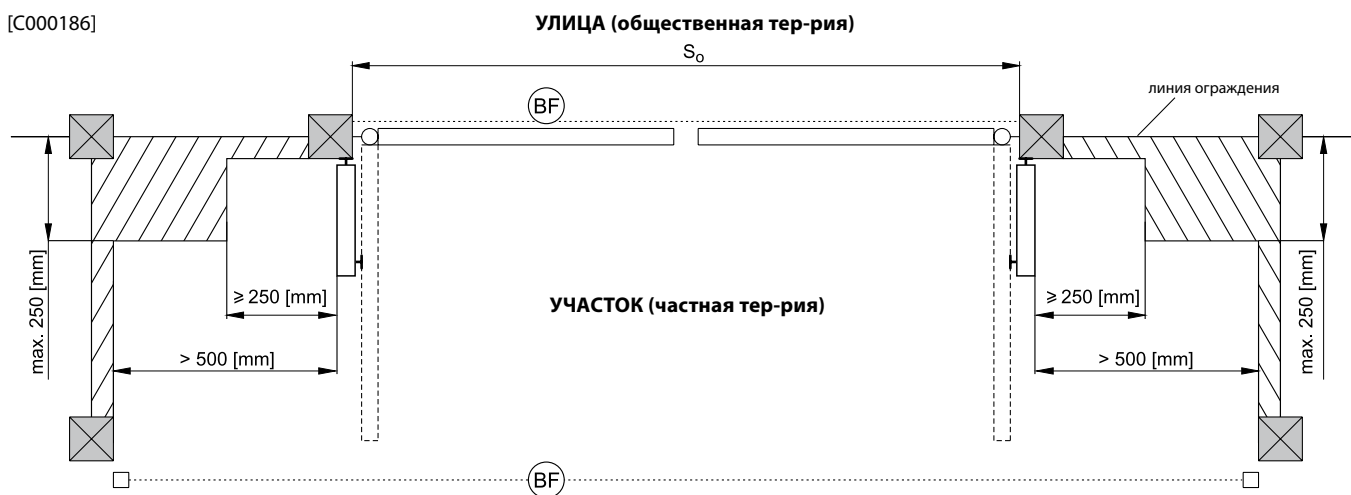 [C000186]
УЛИЦА (общественная тер-рия)
So
BF
линия ограждения
max. 250 [mm]
⩾ 250 [mm]
> 500 [mm]
УЧАСТОК (частная тер-рия)
⩾ 250 [mm]
> 500 [mm]
max. 250 [mm]
BF